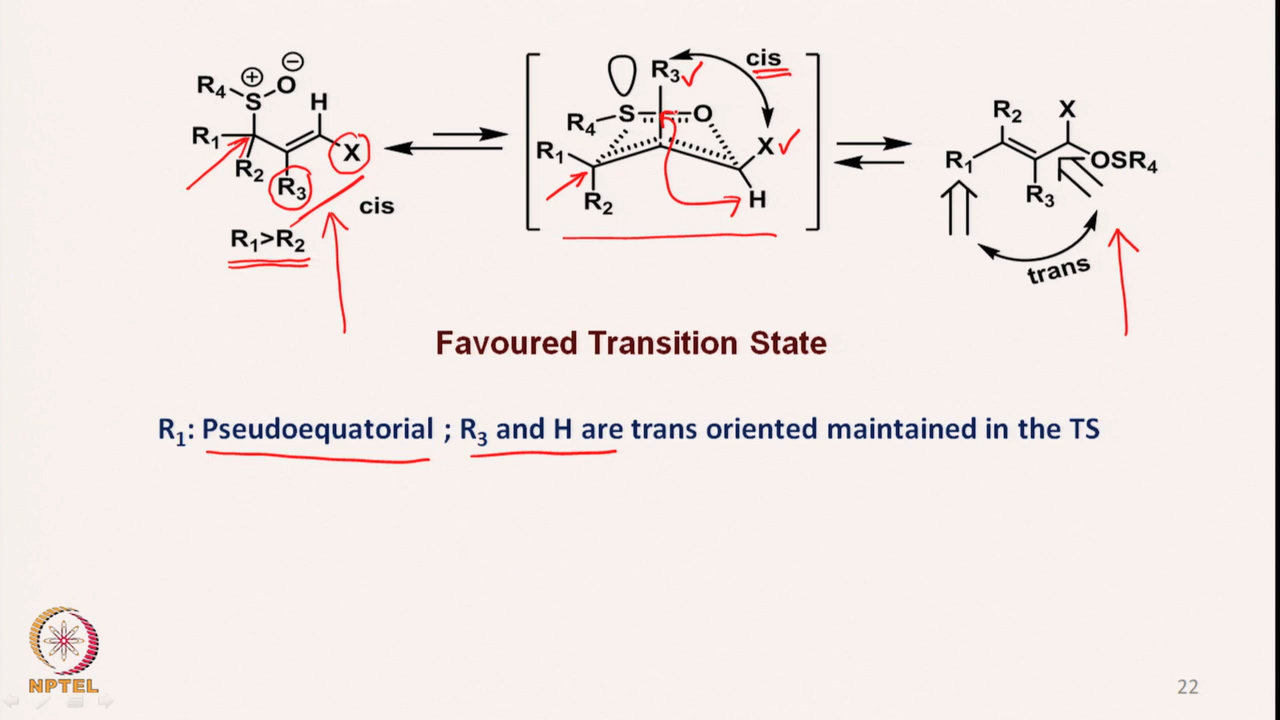 R4 S ⊕ O ⊖ H
R1 R2 R3 X
cis
R1>R2
R3 cis
R4 S O X
R1 R2 H
R2 X
R1 OSR4
R3
trans
Favoured Transition State
R1: Pseudoequatorial ; R3 and H are trans oriented maintained in the TS
NPTEL
22